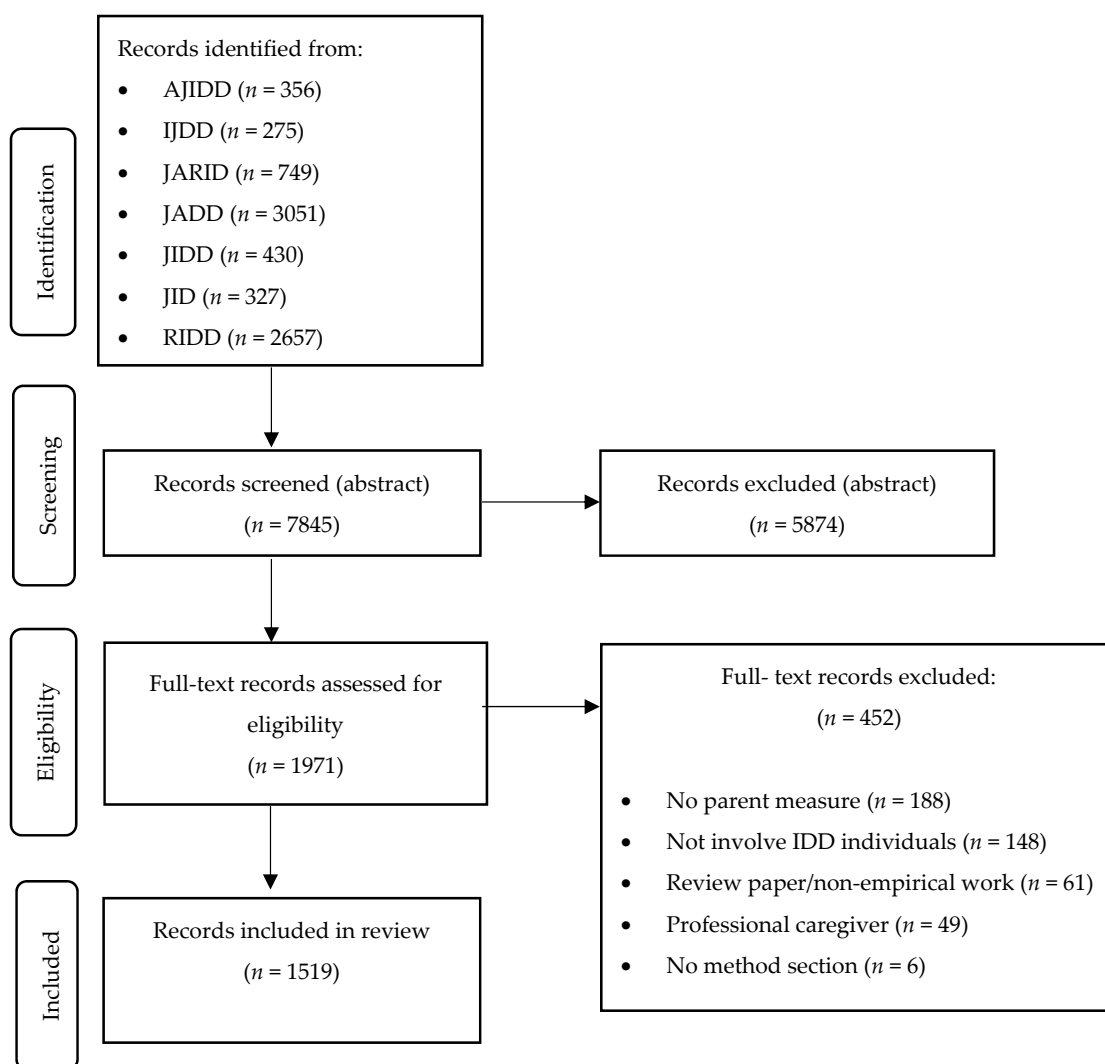 Records identified from:
• AJIDD (n = 356)
• IJDD (n = 275)
• JARID (n = 749)
• JADD (n = 3051)
• JIDD (n = 430)
• JID (n = 327)
• RIDD (n = 2657)
Identification
Screening
Records screened (abstract)
(n = 7845)
Records excluded (abstract)
(n = 5874)
Eligibility
Full-text records assessed for
eligibility
(n = 1971)
Full- text records excluded:
(n = 452)
• No parent measure (n = 188)
• Not involve IDD individuals (n = 148)
• Review paper/non-empirical work (n = 61)
• Professional caregiver (n = 49)
• No method section (n = 6)
Included
Records included in review
(n = 1519)